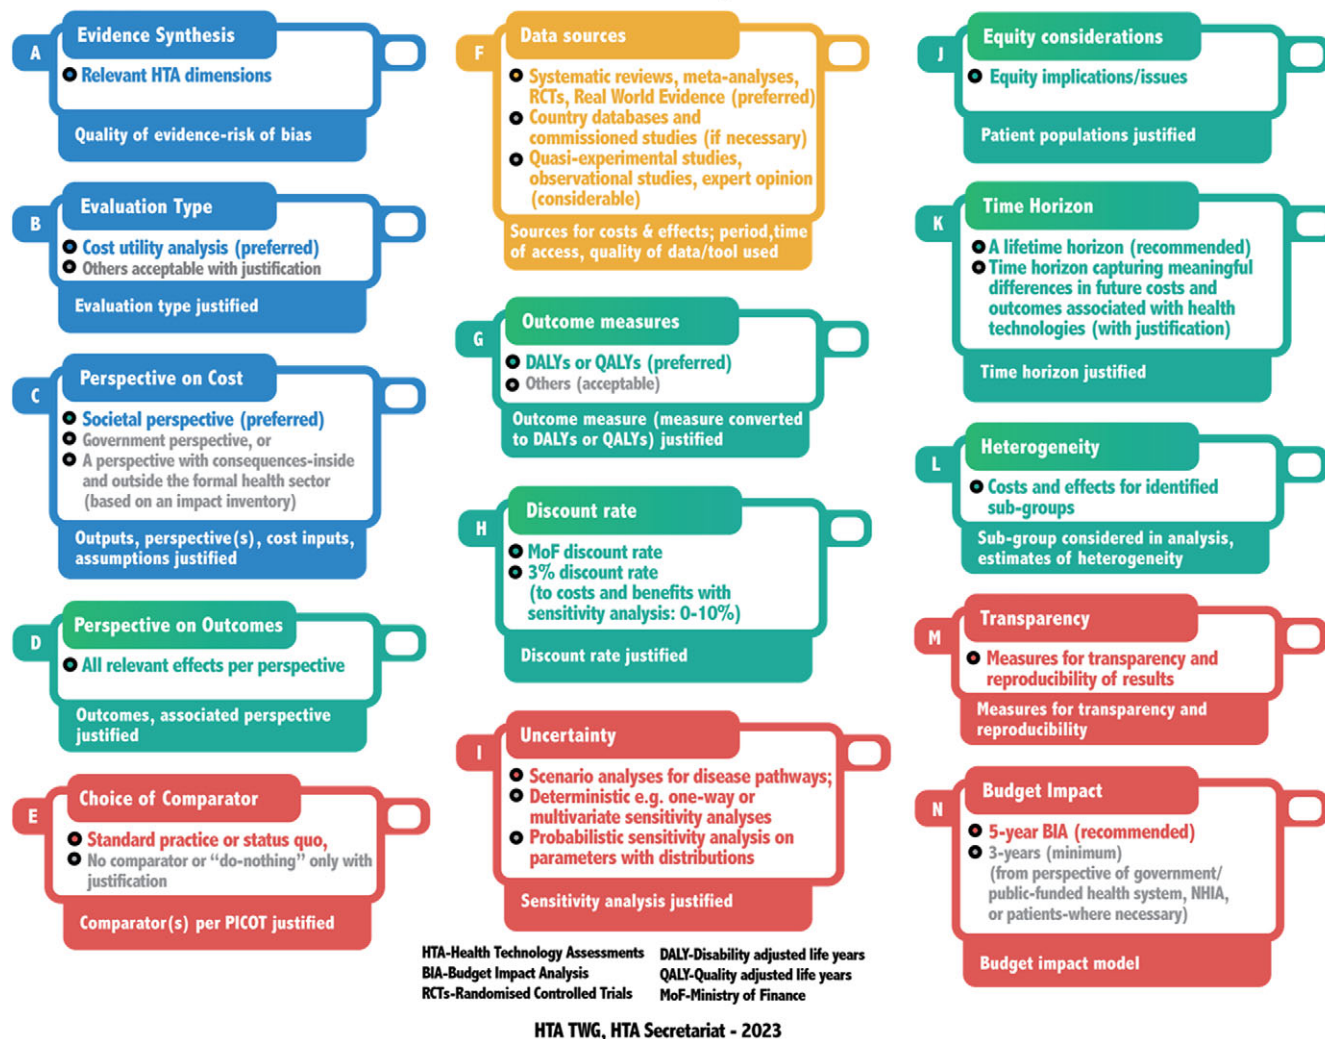 A
Evidence Synthesis
Relevant HTA dimensions
Quality of evidence-risk of bias
B
Evaluation Type
Cost utility analysis (preferred)
Others acceptable with justification
Evaluation type justified
C
Perspective on Cost
Societal perspective (preferred)
Government perspective, or
A perspective with consequences-inside
and outside the formal health sector
(based on an impact inventory)
Outputs, perspective(s), cost inputs,
assumptions justified
D
Perspective on Outcomes
All relevant effects per perspective
Outcomes, associated perspective
justified
E
Choice of Comparator
Standard practice or status quo,
No comparator or “do-nothing” only with
justification
Comparator(s) per PICOT justified
F
Data sources
Systematic reviews, meta-analyses,
RCTs, Real World Evidence (preferred)
Country databases and
commissioned studies (if necessary)
Quasi-experimental studies,
observational studies, expert opinion
(considerable)
Sources for costs & effects; period,time
of access, quality of data/tool used
G
Outcome measures
DALYs or QALYs (preferred)
Others (acceptable)
Outcome measure (measure converted
to DALYs or QALYs) justified
H
Discount rate
MoF discount rate
3% discount rate
(to costs and benefits with
sensitivity analysis: 0-10%)
Discount rate justified
I
Uncertainty
Scenario analyses for disease pathways;
Deterministic e.g. one-way or
multivariate sensitivity analyses
Probabilistic sensitivity analysis on
parameters with distributions
Sensitivity analysis justified
J
Equity considerations
Equity implications/issues
Patient populations justified
K
Time Horizon
A lifetime horizon (recommended)
Time horizon capturing meaningful
differences in future costs and
outcomes associated with health
technologies (with justification)
Time horizon justified
L
Heterogeneity
Costs and effects for identified
sub-groups
Sub-group considered in analysis,
estimates of heterogeneity
M
Transparency
Measures for transparency and
reproducibility of results
Measures for transparency and
reproducibility
N
Budget Impact
5-year BIA (recommended)
3-years (minimum)
(from perspective of government/
public-funded health system, NHIA,
or patients-where necessary)
Budget impact model
HTA-Health Technology Assessments
BIA-Budget Impact Analysis
RCTs-Randomised Controlled Trials
DALY-Disability adjusted life years
QALY-Quality adjusted life years
MoF-Ministry of Finance
HTA TWG, HTA Secretariat - 2023